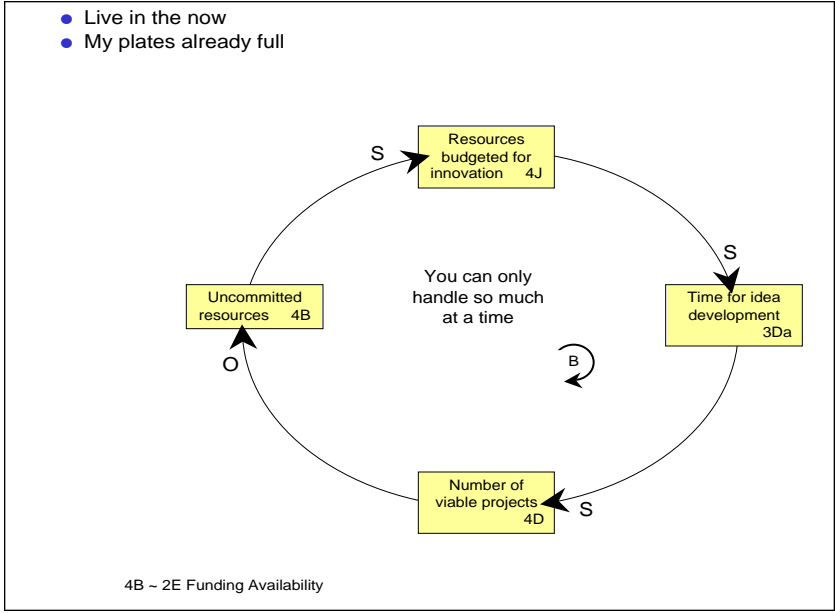 Live in the now
My plates already full
Resources
budgeted for
innovation 4J
S
S
You can only
handle so much
at a time
Uncommitted
resources 4B
Time for idea
development
3Da
B
O
Number of
viable projects
4D
S
4B ~ 2E Funding Availability